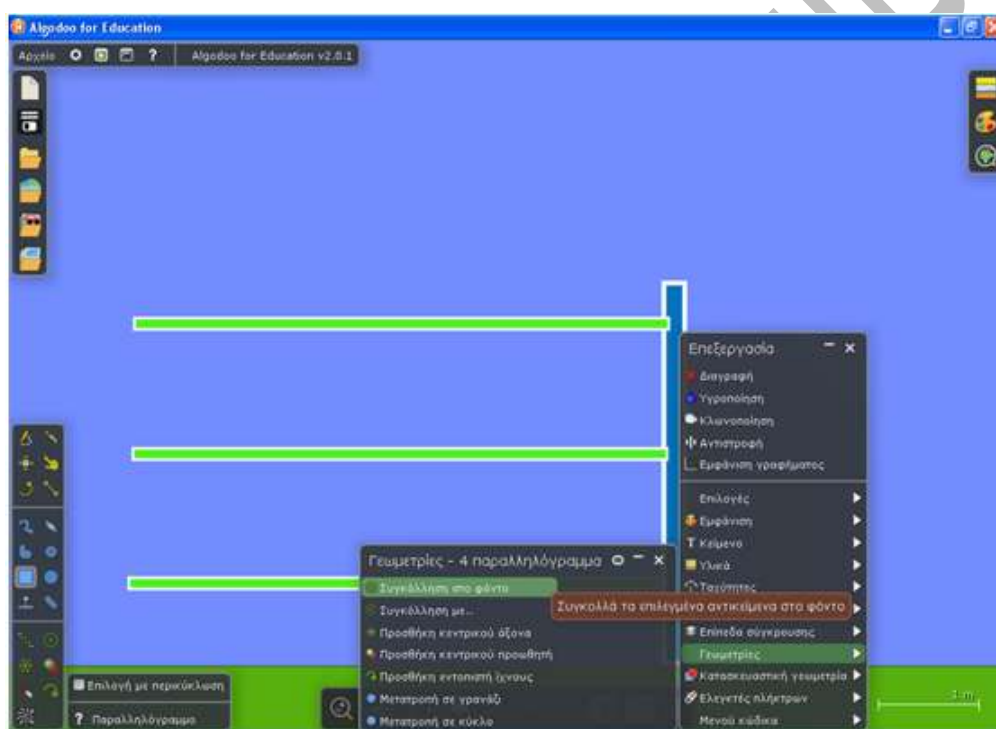 Algodoo for Education
Αρχείο ? Algodoo for Education v2.0.1
Επεξεργασία
Διαγραφή
Υγροποίηση
Κλωνοποίηση
Αντιστροφή
Εμφάνιση γραφήματος
Επιλογές
Εμφάνιση
Κείμενο
Υλικά
Ταχύτητες
Επίπεδα σύγκρουσης
Γεωμετρίες
Κατασκευαστική γεωμετρία
Ελεγκτές πλήκτρων
Μενού κώδικα
Γεωμετρίες - 4 παραλληλόγραμμα
Συγκόλληση στο φόντο
Συγκόλληση με...
Προσθήκη κεντρικού άξονα
Προσθήκη κεντρικού προωθητή
Προσθήκη εντοπιστή ίχνους
Μετατροπή σε γρανάζι
Μετατροπή σε κύκλο
Συγκολλά τα επιλεγμένα αντικείμενα στο φόντο
Επιλογή με περικύκλωση
? Παραλληλόγραμμο
1 m